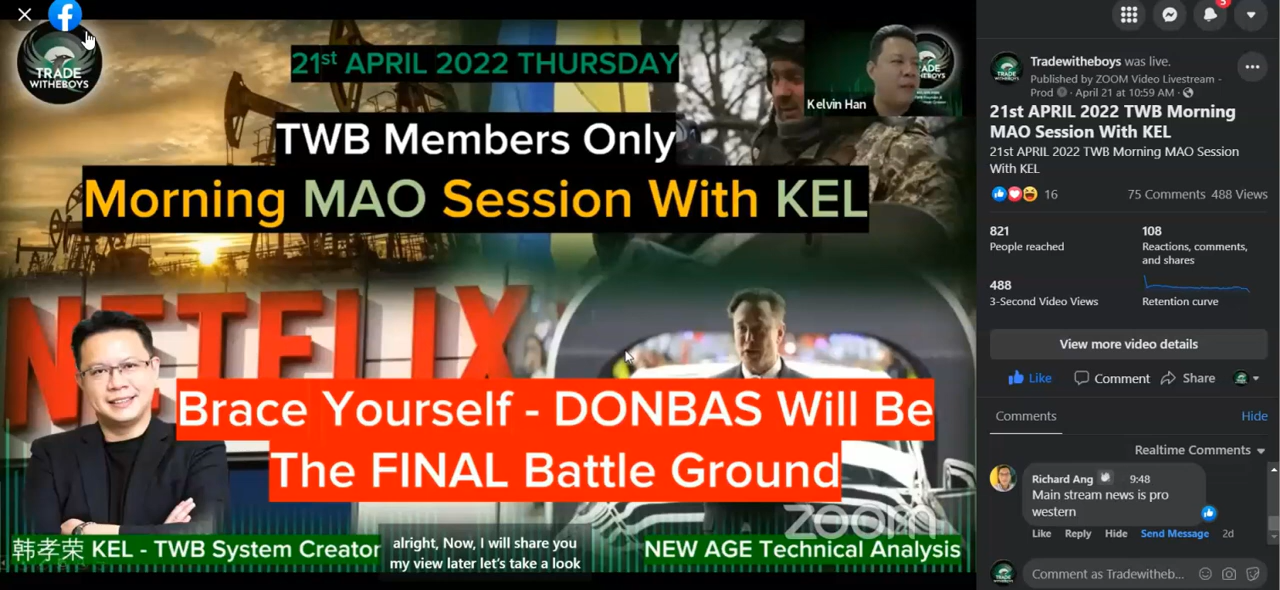 TRADE
WITHEBOYS
21st APRIL 2022 THURSDAY
TWB Members Only
Morning MAO Session With KEL
Kelvin Han
NETFLIX
Brace Yourself - DONBAS Will Be
The FINAL Battle Ground
zoom
韩孝荣 KEL - TWB System Creator
NEW AGE Technical Analysis
alright, Now, I will share you
my view later let's take a look
Tradewitheboys was live.
Published by ZOOM Video Livestream -
Prod · April 21 at 10:59 AM ·
21st APRIL 2022 TWB Morning
MAO Session With KEL
21st APRIL 2022 TWB Morning MAO Session
With KEL
16
75 Comments 488 Views
821
People reached
108
Reactions, comments,
and shares
488
3-Second Video Views
Retention curve
View more video details
Like
Comment
Share
Comments
Hide
Realtime Comments
Richard Ang
9:48
Main stream news is pro
western
Like Reply Hide Send Message 2d
Comment as Tradewitheb...